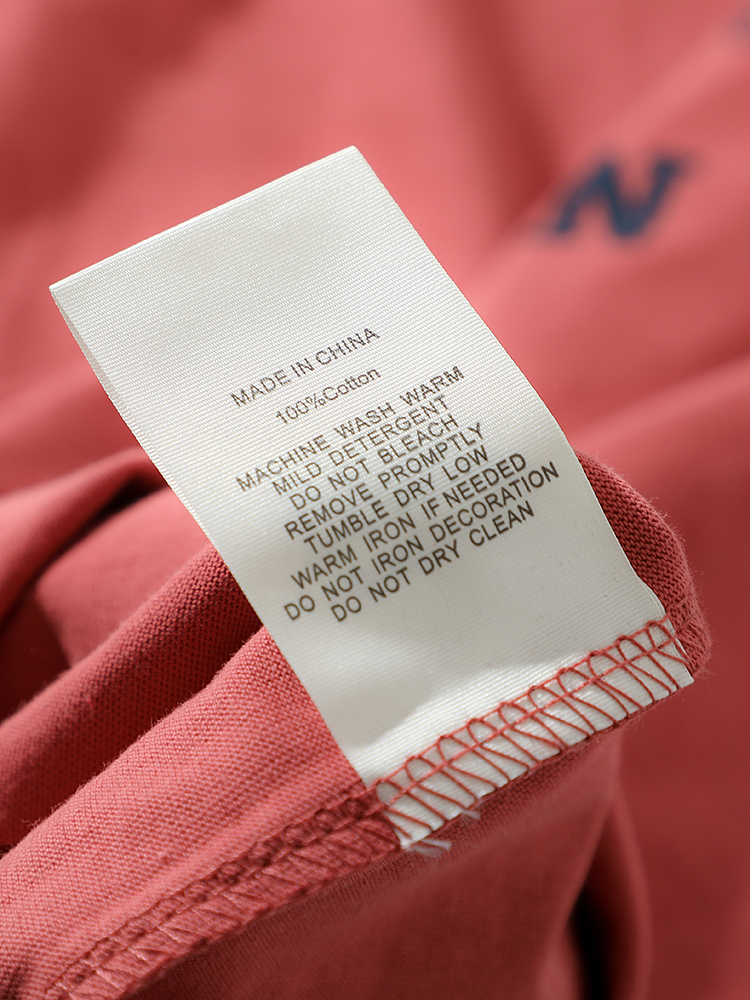 N
MADE IN CHINA
100%Cotton
MACHINE WASH WARM
MILD DETERGENT
DO NOT BLEACH
REMOVE PROMPTLY
TUMBLE DRY LOW
WARM IRON IF NEEDED
DO NOT IRON DECORATION
DO NOT DRY CLEAN